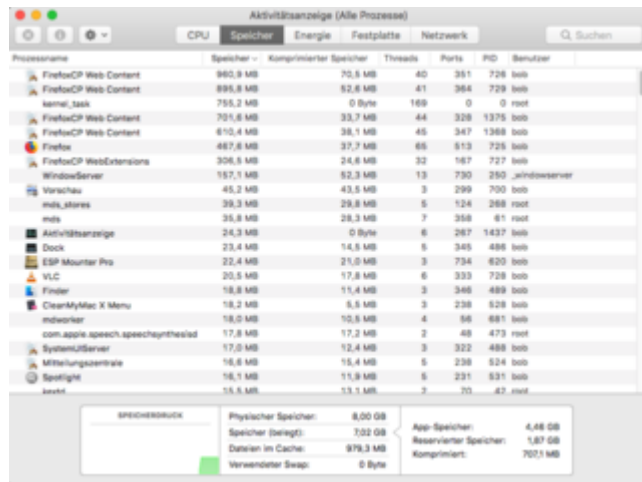 Aktivitätsanzeige (Alle Prozesse)
CPU Speicher Energie Festplatte Netzwerk Suchen
Prozessname Speicher Komprimierter Speicher Threads Ports PID Benutzer
FirefoxCP Web Content 960,9 MB 70,5 MB 40 351 726 bob
FirefoxCP Web Content 895,8 MB 52,6 MB 41 364 729 bob
kernel_task 755,2 MB 0 Byte 169 0 0 root
FirefoxCP Web Content 701,6 MB 33,7 MB 44 328 1375 bob
FirefoxCP Web Content 610,4 MB 38,1 MB 45 347 1368 bob
Firefox 467,6 MB 37,7 MB 65 513 725 bob
FirefoxCP WebExtensions 306,5 MB 24,6 MB 32 167 727 bob
WindowServer 157,1 MB 52,3 MB 13 730 250 _windowserver
Vorschau 45,2 MB 43,5 MB 3 299 700 bob
mds_stores 39,3 MB 29,8 MB 5 124 268 root
mds 35,8 MB 28,3 MB 7 358 61 root
Aktivitätsanzeige 24,3 MB 0 Byte 6 267 1437 bob
Dock 23,4 MB 14,5 MB 5 345 486 bob
ESP Mounter Pro 22,4 MB 21,0 MB 3 734 620 bob
VLC 20,5 MB 17,8 MB 6 333 728 bob
Finder 18,8 MB 11,4 MB 3 346 489 bob
CleanMyMac X Menu 18,2 MB 5,5 MB 3 238 528 bob
mdworker 18,0 MB 10,5 MB 4 56 681 bob
com.apple.speech.speechsynthesisd 17,8 MB 17,2 MB 2 48 473 root
SystemUIServer 17,0 MB 12,4 MB 3 322 488 bob
Mitteilungszentrale 16,6 MB 15,4 MB 5 238 524 bob
Spotlight 16,1 MB 11,9 MB 5 231 531 bob
kextd 15,5 MB 13,1 MB 2 70 42 root
SPEICHERDRUCK
Physischer Speicher: 8,00 GB
Speicher (belegt): 7,02 GB
Dateien im Cache: 979,3 MB
Verwendeter Swap: 0 Byte
App-Speicher: 4,46 GB
Reservierter Speicher: 1,87 GB
Komprimiert: 707,1 MB